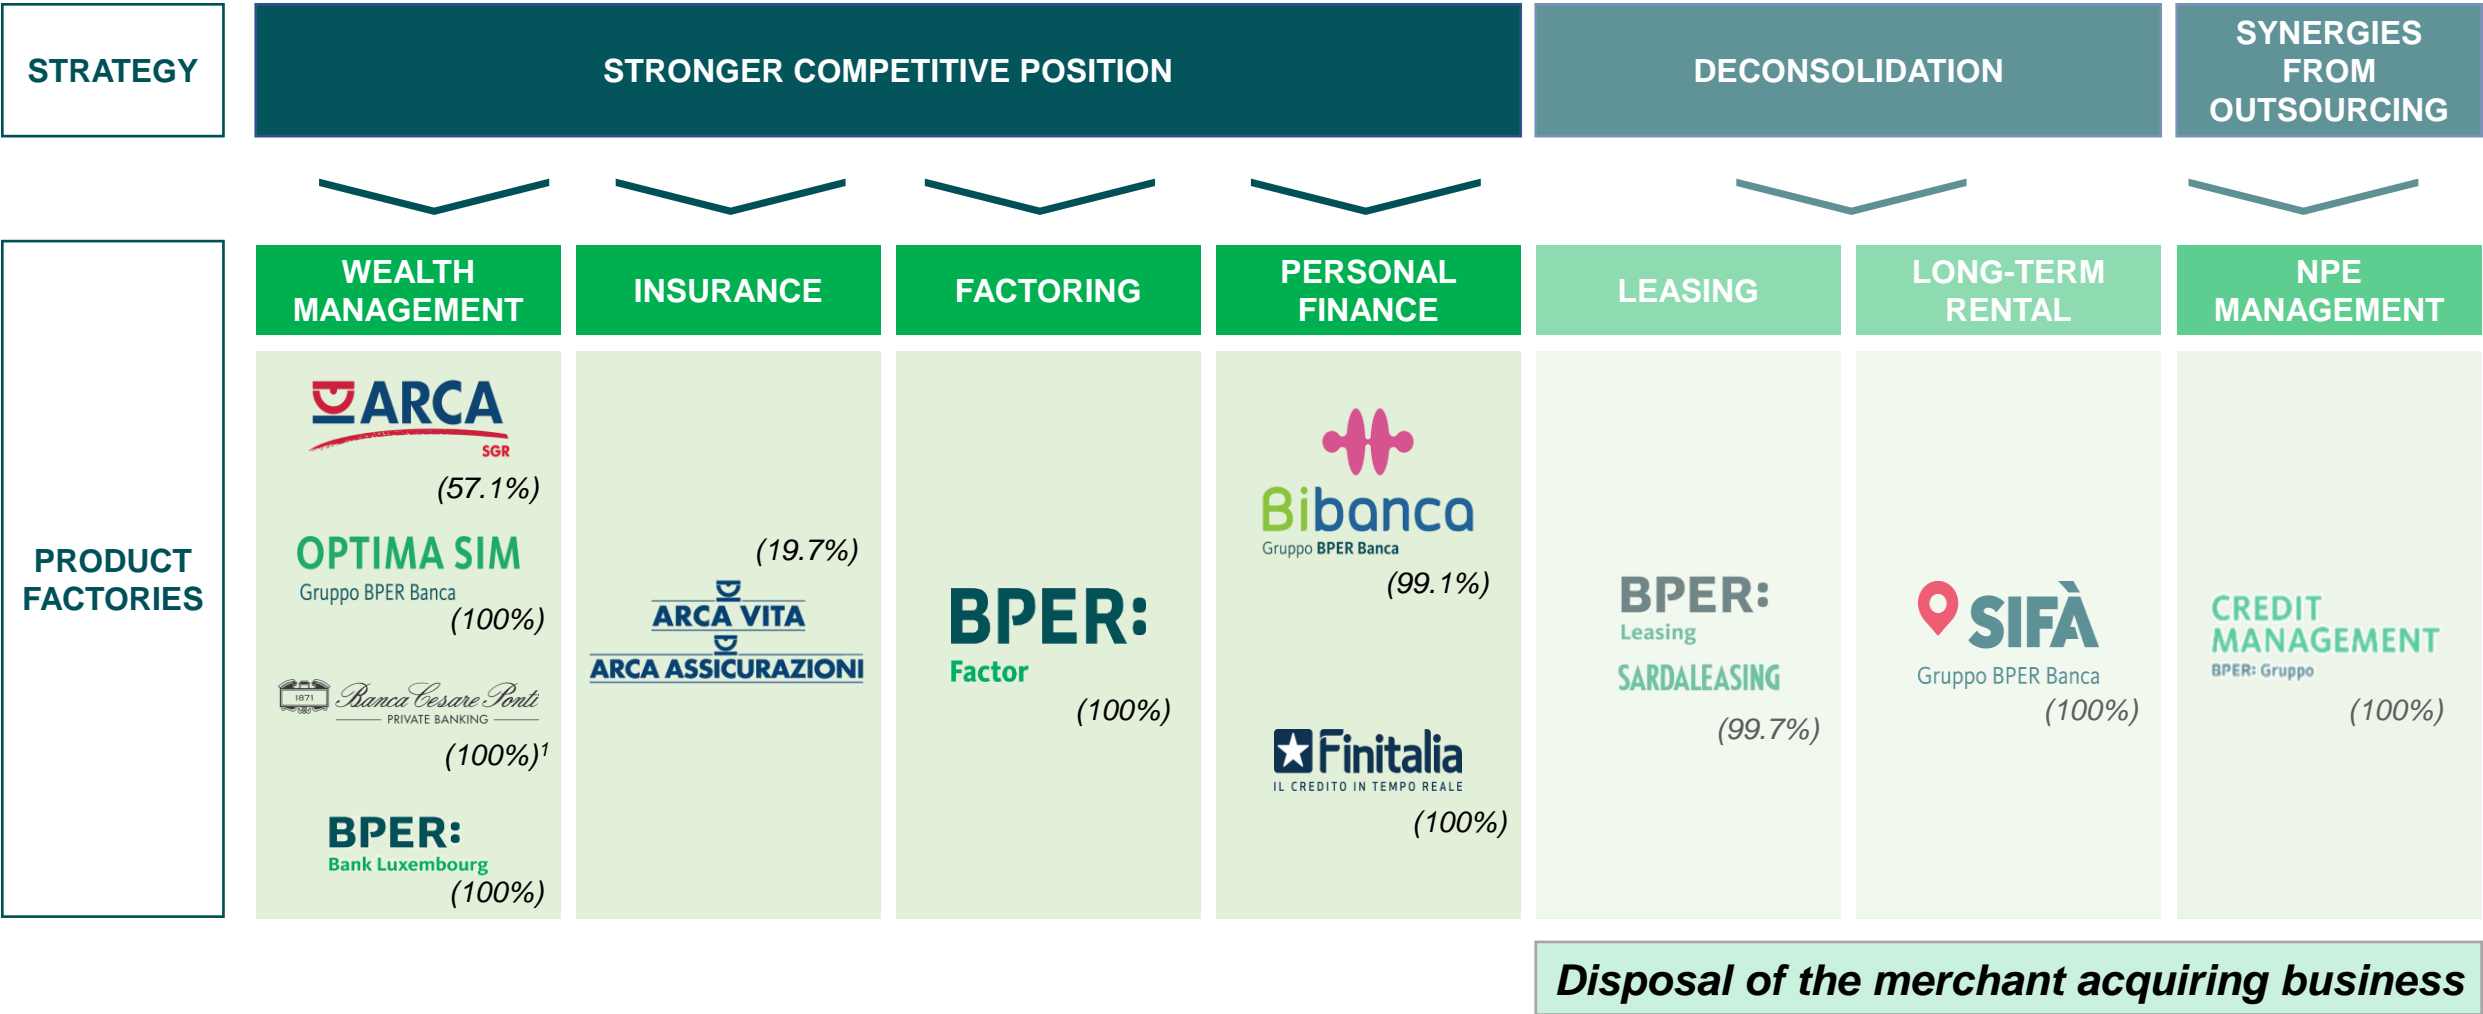 STRATEGY
STRONGER COMPETITIVE POSITION
DECONSOLIDATION
SYNERGIES
FROM
OUTSOURCING
PRODUCT
FACTORIES
WEALTH
MANAGEMENT
ARCA
SGR
(57.1%)
OPTIMA SIM
Gruppo BPER Banca
(100%)
1871
Banca Cesare Ponti
PRIVATE BANKING
(100%)¹
BPER:
Bank Luxembourg
(100%)
INSURANCE
(19.7%)
ARCA VITA
ARCA ASSICURAZIONI
FACTORING
BPER:
Factor
(100%)
PERSONAL
FINANCE
Bibanca
Gruppo BPER Banca
(99.1%)
Finitalia
IL CREDITO IN TEMPO REALE
(100%)
LEASING
BPER:
Leasing
SARDALEASING
(99.7%)
LONG-TERM
RENTAL
SIFÀ
Gruppo BPER Banca
(100%)
NPE
MANAGEMENT
CREDIT
MANAGEMENT
BPER: Gruppo
(100%)
Disposal of the merchant acquiring business